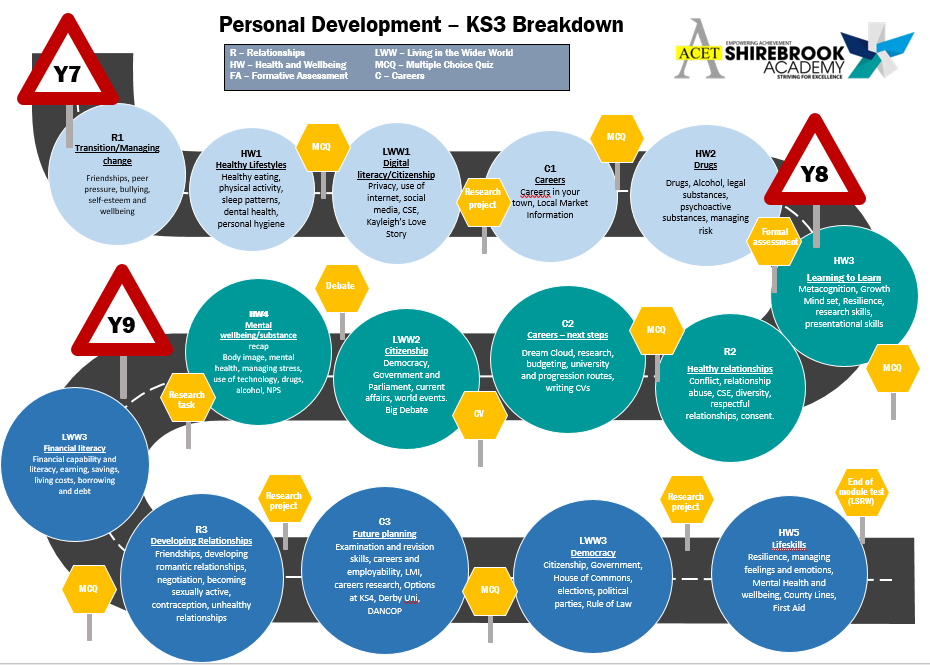 Personal Development – KS3 Breakdown
R – Relationships
LWW – Living in the Wider World
HW – Health and Wellbeing
MCQ – Multiple Choice Quiz
FA – Formative Assessment
C – Careers
ACET
EMPOWERING ACHIEVEMENT
SHIREBROOK
ACADEMY
STRIVING FOR EXCELLENCE
Y7
R1
Transition/Managing
change
Friendships, peer
pressure, bullying,
self-esteem and
wellbeing
HW1
Healthy Lifestyles
Healthy eating,
physical activity,
sleep patterns,
dental health,
personal hygiene
MCQ
LWW1
Digital
literacy/Citizenship
Privacy, use of
internet, social
media, CSE,
Kayleigh's Love
Story
Research
project
C1
Careers
Careers in your
town, Local Market
Information
MCQ
HW2
Drugs
Drugs, Alcohol, legal
substances,
psychoactive
substances, managing
risk
Y8
Formal
assessment
HW3
Learning to Learn
Metacognition, Growth
Mind set, Resilience,
research skills,
presentational skills
MCQ
R2
Healthy relationships
Conflict, relationship
abuse, CSE, diversity,
respectful
relationships, consent.
MCQ
C2
Careers – next steps
Dream Cloud, research,
budgeting, university
and progression routes,
writing CVs
CV
LWW2
Citizenship
Democracy,
Government and
Parliament, current
affairs, world events.
Big Debate
Debate
HW4
Mental
wellbeing/substance
recap
Body image, mental
health, managing stress,
use of technology, drugs,
alcohol, NPS
Research
task
Y9
LWW3
Financial literacy
Financial capability and
literacy, earning, savings,
living costs, borrowing
and debt
MCQ
R3
Developing Relationships
Friendships, developing
romantic relationships,
negotiation, becoming
sexually active,
contraception, unhealthy
relationships
Research
project
C3
Future planning
Examination and revision
skills, careers and
employability, LMI,
careers research, Options
at KS4, Derby Uni,
DANCOP
MCQ
LWW3
Democracy
Citizenship, Government,
House of Commons,
elections, political
parties, Rule of Law
Research
project
HW5
Lifeskills
Resilience, managing
feelings and emotions,
Mental Health and
wellbeing, County Lines,
First Aid
End of
module test
(LSRW)